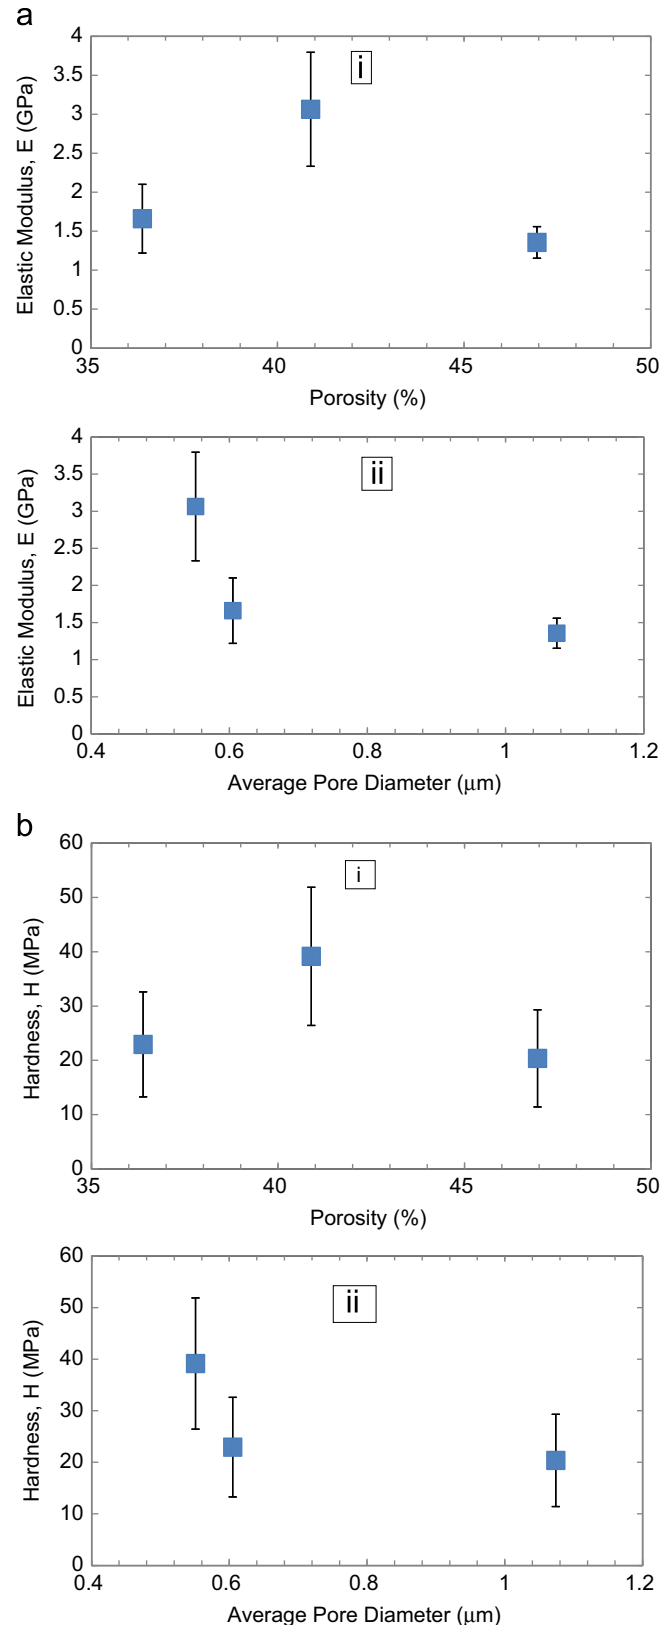 a
i
4
3.5
3
2.5
2
1.5
1
0.5
0
Elastic Modulus, E (GPa)
35 40 45 50
Porosity (%)
ii
4
3.5
3
2.5
2
1.5
1
0.5
0
Elastic Modulus, E (GPa)
0.4 0.6 0.8 1 1.2
Average Pore Diameter (μm)
b
i
60
50
40
30
20
10
0
Hardness, H (MPa)
35 40 45 50
Porosity (%)
ii
60
50
40
30
20
10
0
Hardness, H (MPa)
0.4 0.6 0.8 1 1.2
Average Pore Diameter (μm)